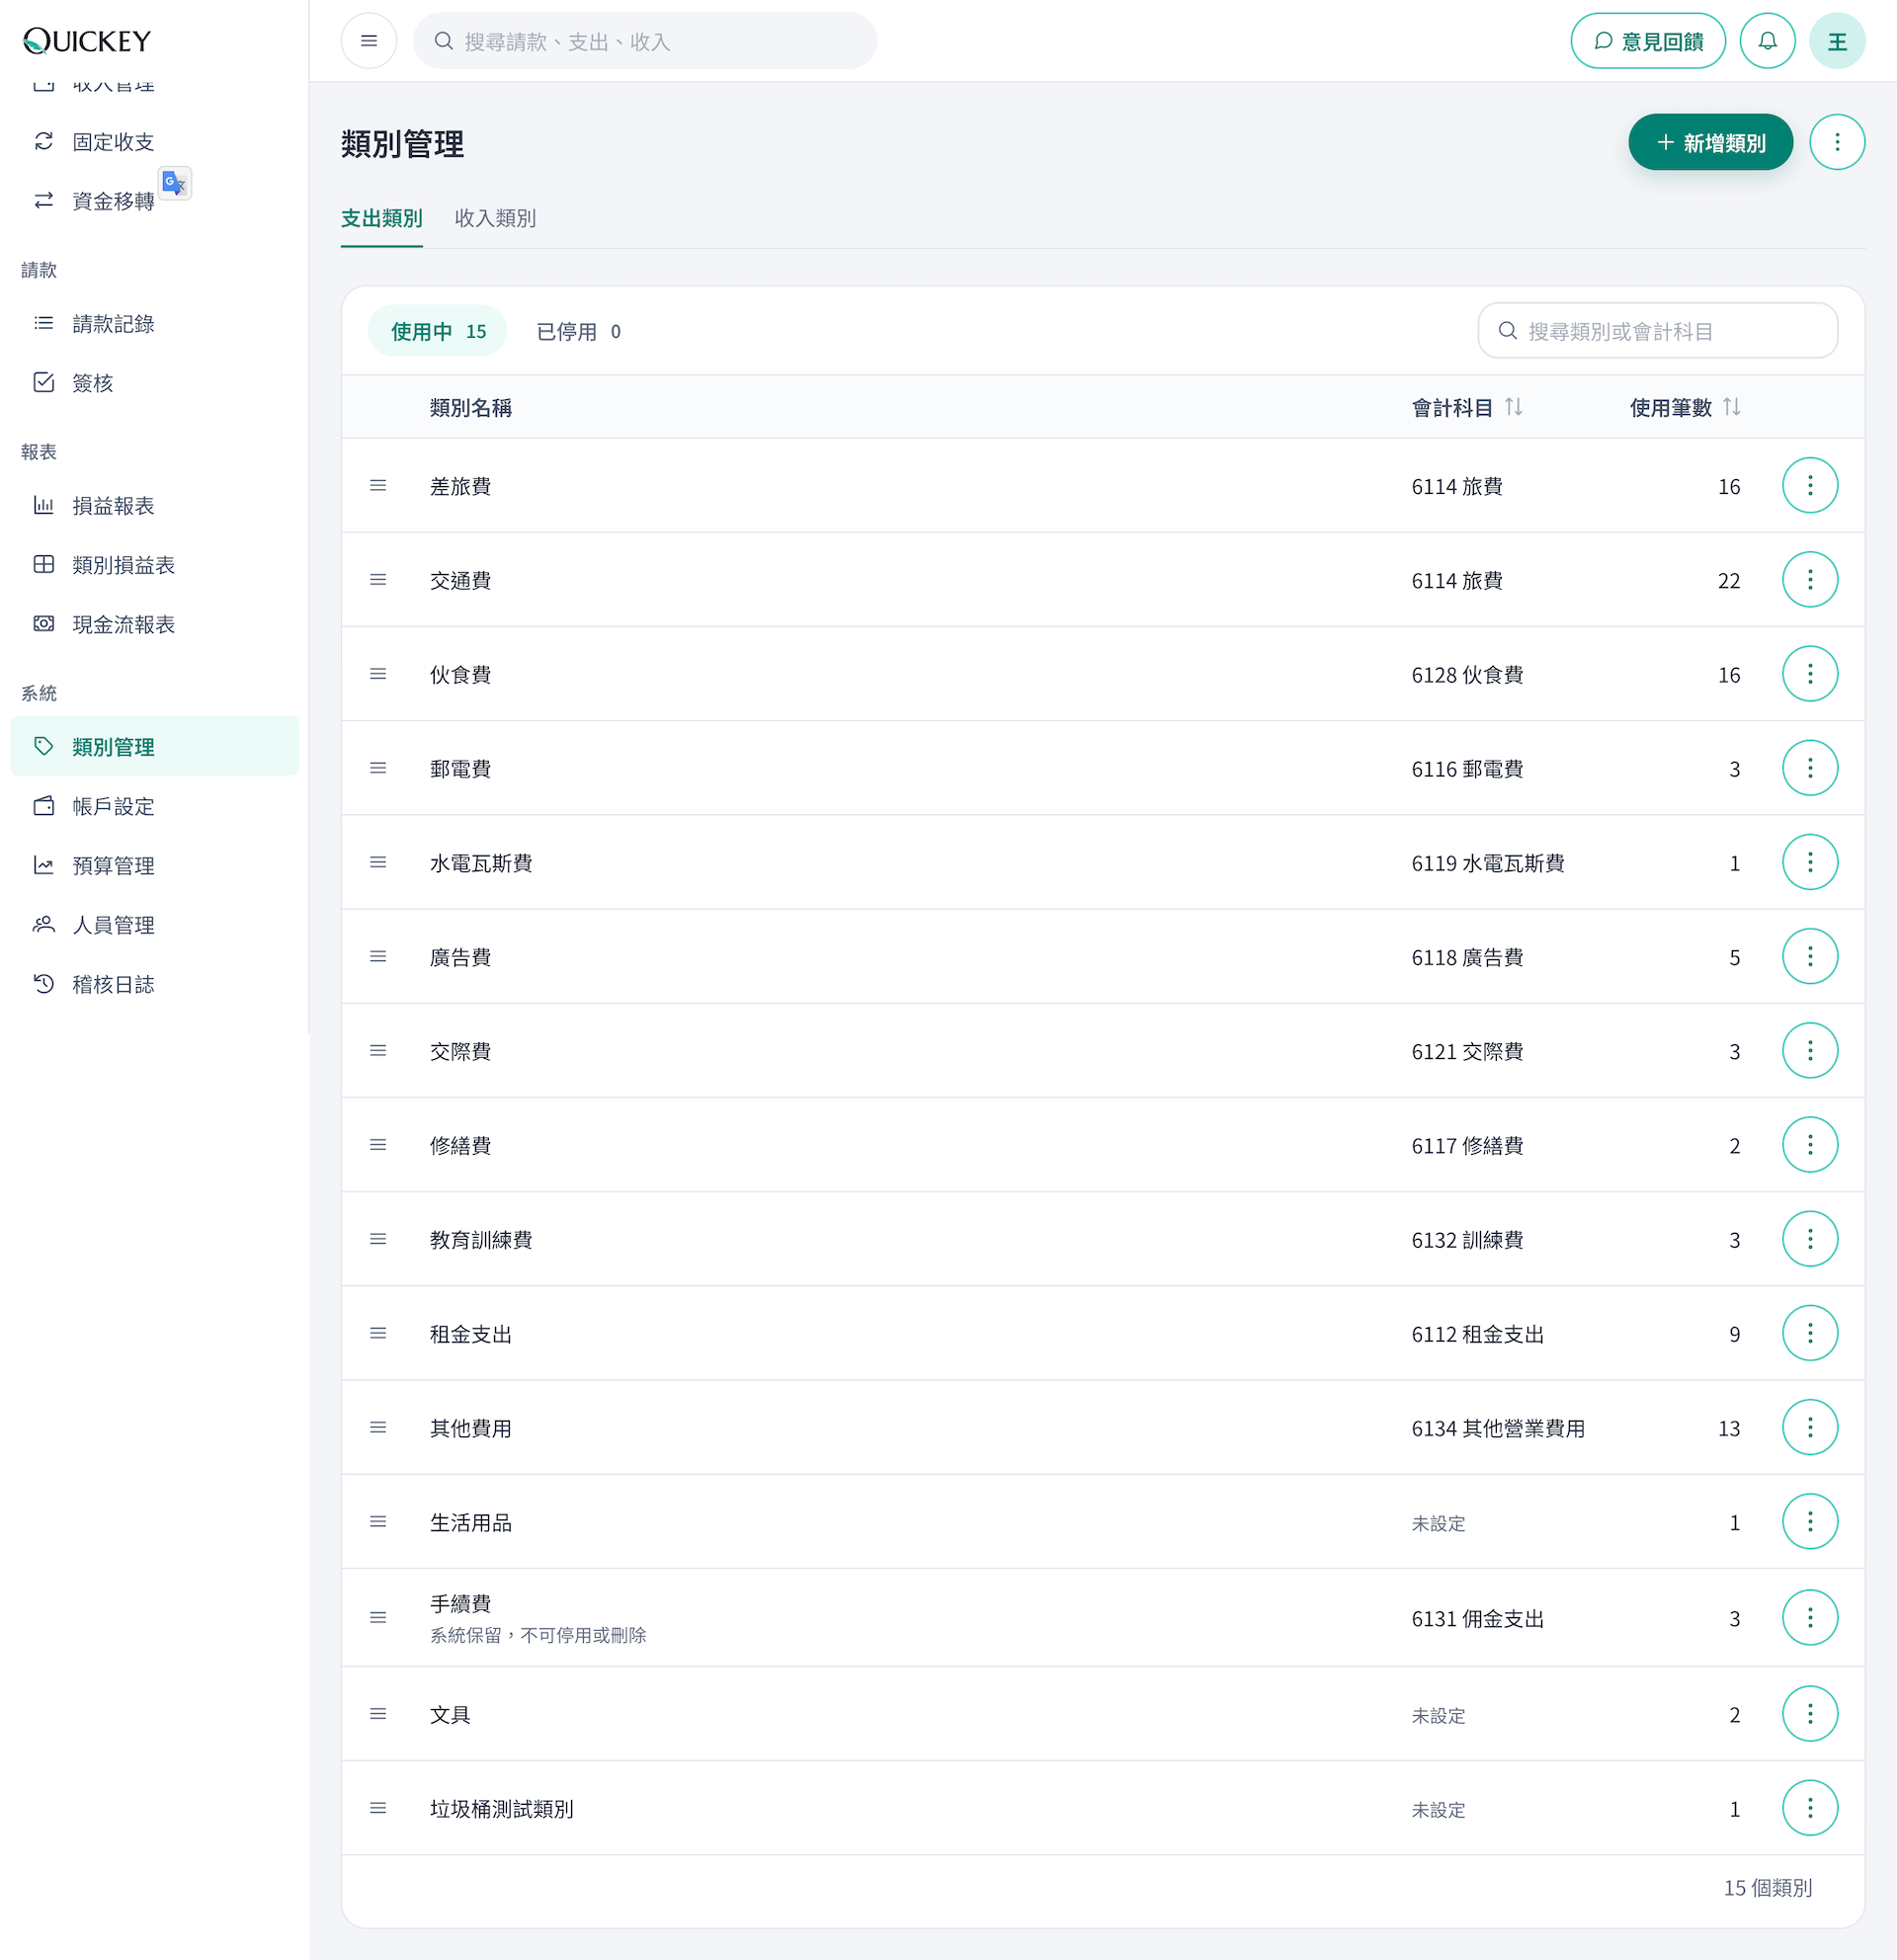 QUICKEY
搜尋請款、支出、收入
意見回饋
王
收入管理
固定收支
資金移轉
請款
請款記錄
簽核
報表
損益報表
類別損益表
現金流報表
系統
類別管理
帳戶設定
預算管理
人員管理
稽核日誌
類別管理
新增類別
支出類別 收入類別
使用中 15 已停用 0
搜尋類別或會計科目
類別名稱 會計科目 使用筆數
差旅費 6114 旅費 16
交通費 6114 旅費 22
伙食費 6128 伙食費 16
郵電費 6116 郵電費 3
水電瓦斯費 6119 水電瓦斯費 1
廣告費 6118 廣告費 5
交際費 6121 交際費 3
修繕費 6117 修繕費 2
教育訓練費 6132 訓練費 3
租金支出 6112 租金支出 9
其他費用 6134 其他營業費用 13
生活用品 未設定 1
手續費 6131 佣金支出 3
系統保留，不可停用或刪除
文具 未設定 2
垃圾桶測試類別 未設定 1
15 個類別